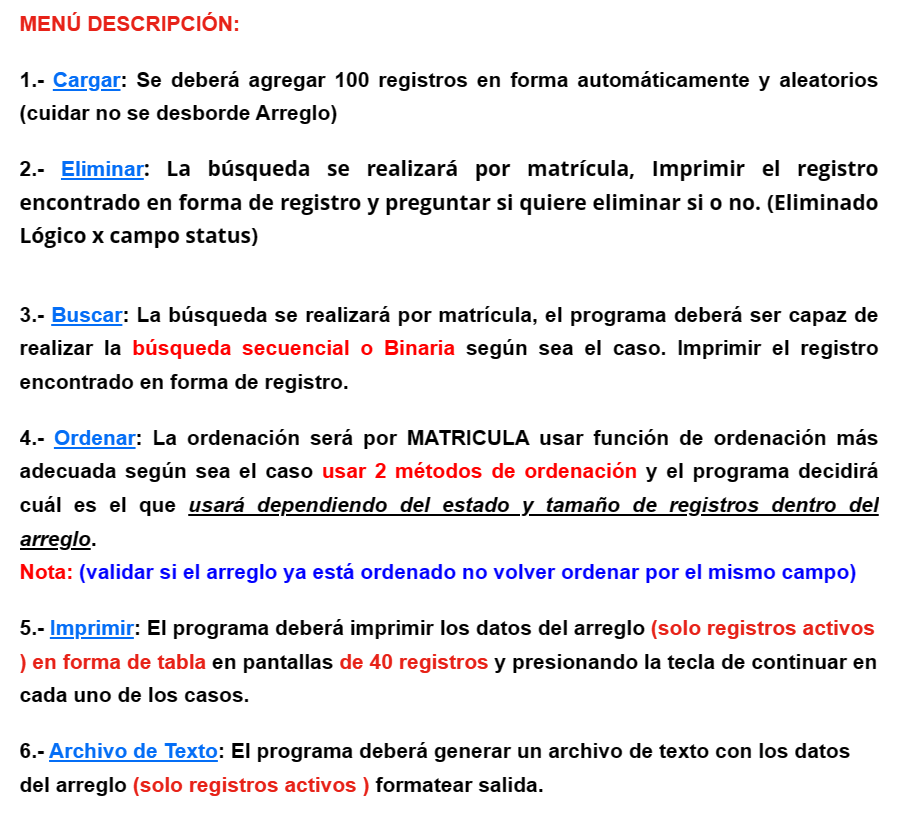 MENÚ DESCRIPCIÓN:
1.- Cargar: Se deberá agregar 100 registros en forma automáticamente y aleatorios
(cuidar no se desborde Arreglo)
2.- Eliminar: La búsqueda se realizará por matrícula, Imprimir el registro
encontrado en forma de registro y preguntar si quiere eliminar si o no. (Eliminado
Lógico x campo status)
3.- Buscar: La búsqueda se realizará por matrícula, el programa deberá ser capaz de
realizar la búsqueda secuencial o Binaria según sea el caso. Imprimir el registro
encontrado en forma de registro.
4.- Ordenar: La ordenación será por MATRICULA usar función de ordenación más
adecuada según sea el caso usar 2 métodos de ordenación y el programa decidirá
cuál es el que usará dependiendo del estado y tamaño de registros dentro del
arreglo.
Nota: (validar si el arreglo ya está ordenado no volver ordenar por el mismo campo)
5.- Imprimir: El programa deberá imprimir los datos del arreglo (solo registros activos
) en forma de tabla en pantallas de 40 registros y presionando la tecla de continuar en
cada uno de los casos.
6.- Archivo de Texto: El programa deberá generar un archivo de texto con los datos
del arreglo (solo registros activos ) formatear salida.